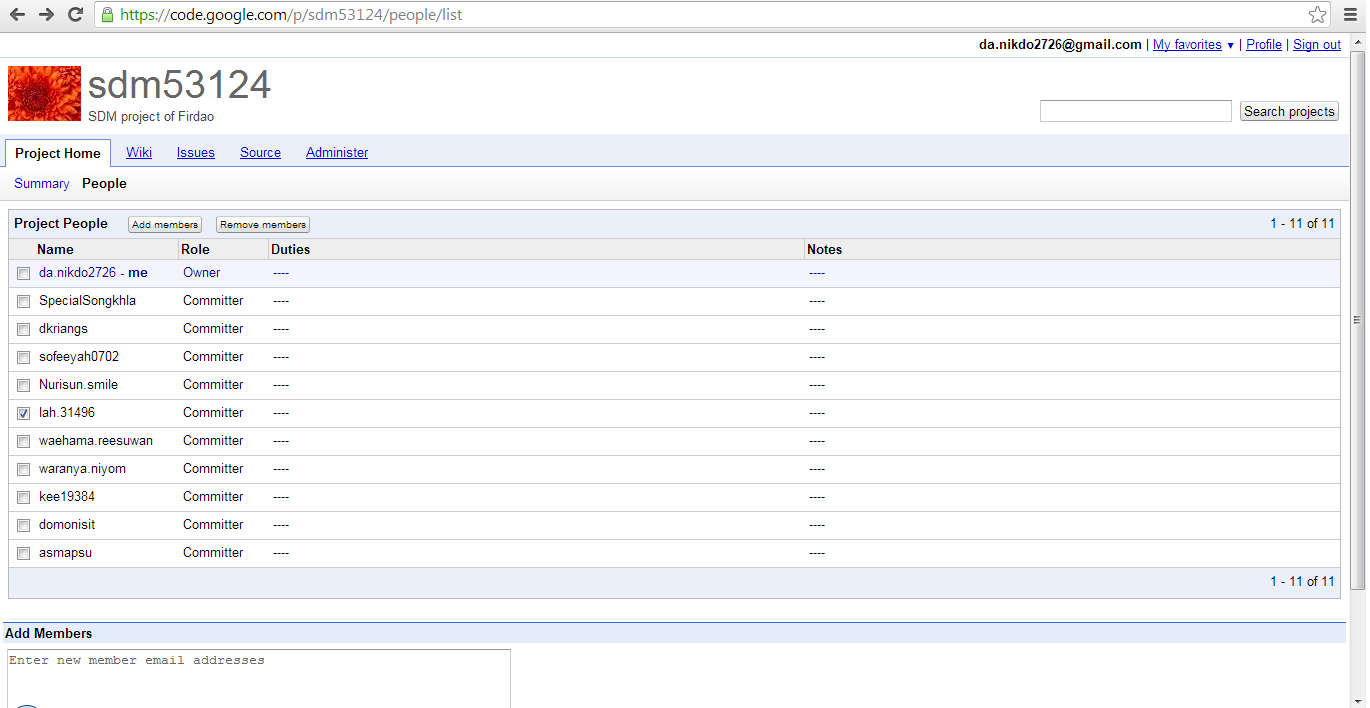 https://code.google.com/p/sdm53124/people/list
da.nikdo2726@gmail.com | My favorites ▼ | Profile | Sign out
sdm53124
SDM project of Firdao
Search projects
Project Home Wiki Issues Source Administer
Summary People
Project People Add members Remove members 1 - 11 of 11
Name Role Duties Notes
da.nikdo2726 - me Owner ---- ----
SpecialSongkhla Committer ---- ----
dkriangs Committer ---- ----
sofeeyah0702 Committer ---- ----
Nurisun.smile Committer ---- ----
lah.31496 Committer ---- ----
waehama.reesuwan Committer ---- ----
waranya.niyom Committer ---- ----
kee19384 Committer ---- ----
domonisit Committer ---- ----
asmapsu Committer ---- ----
1 - 11 of 11
Add Members
Enter new member email addresses